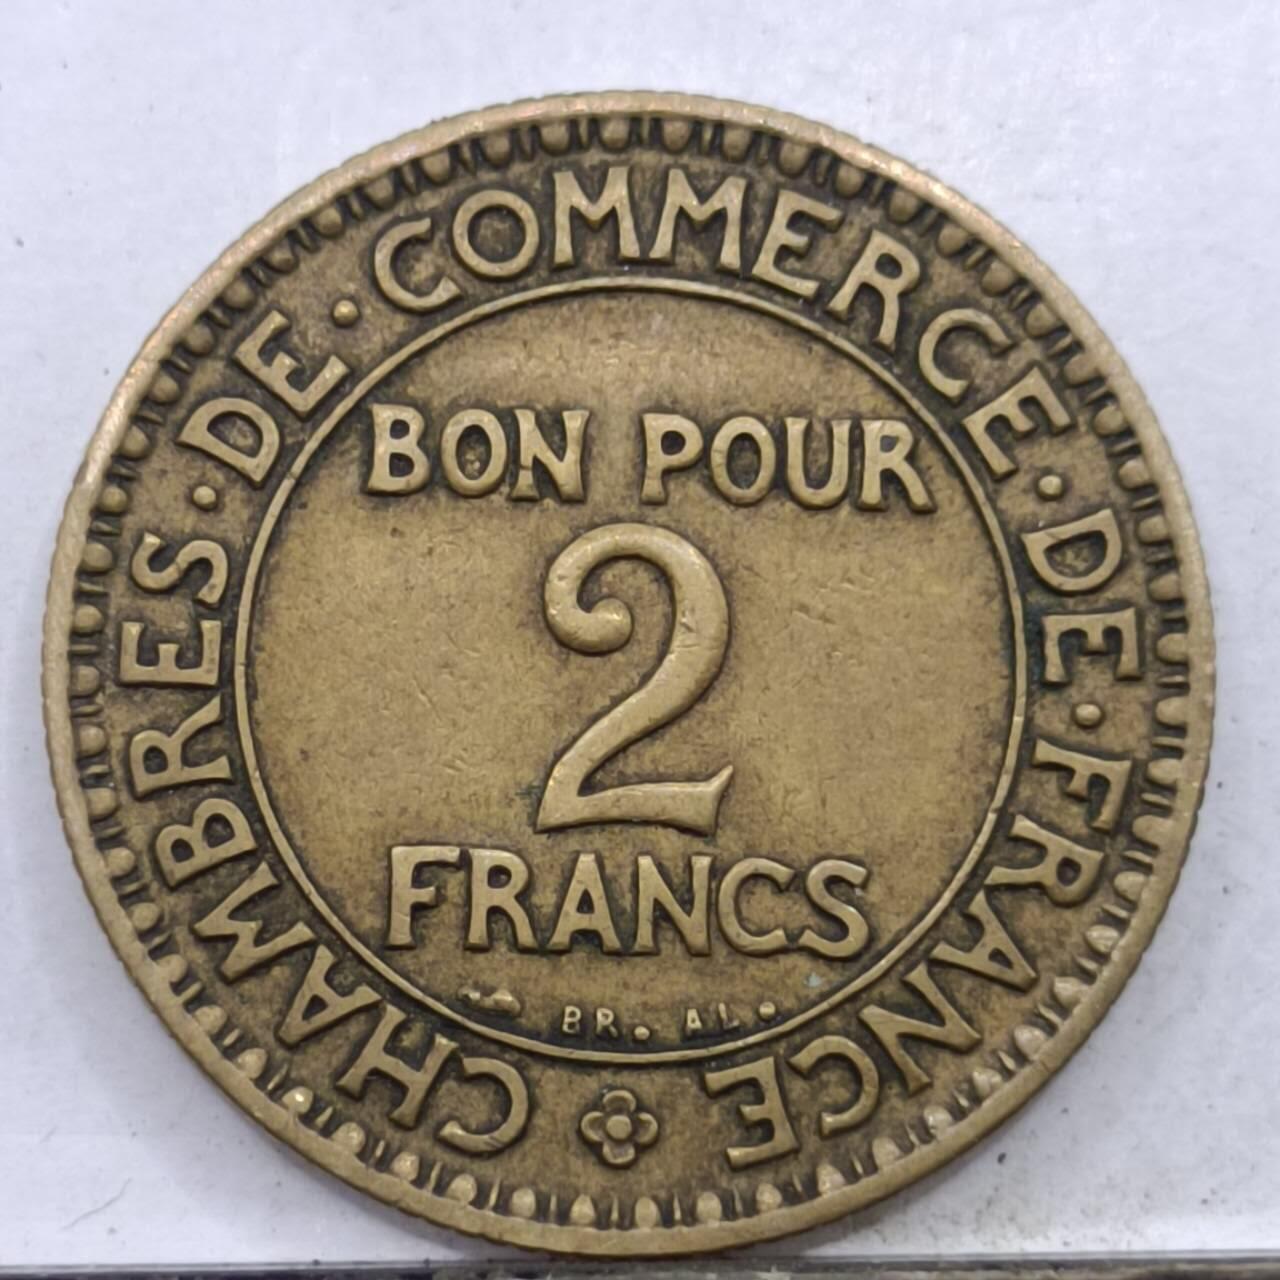 CHAMBRES · DE · COMMERCE · DE · FRANCE
BON POUR
2
FRANCS
BR. AL.